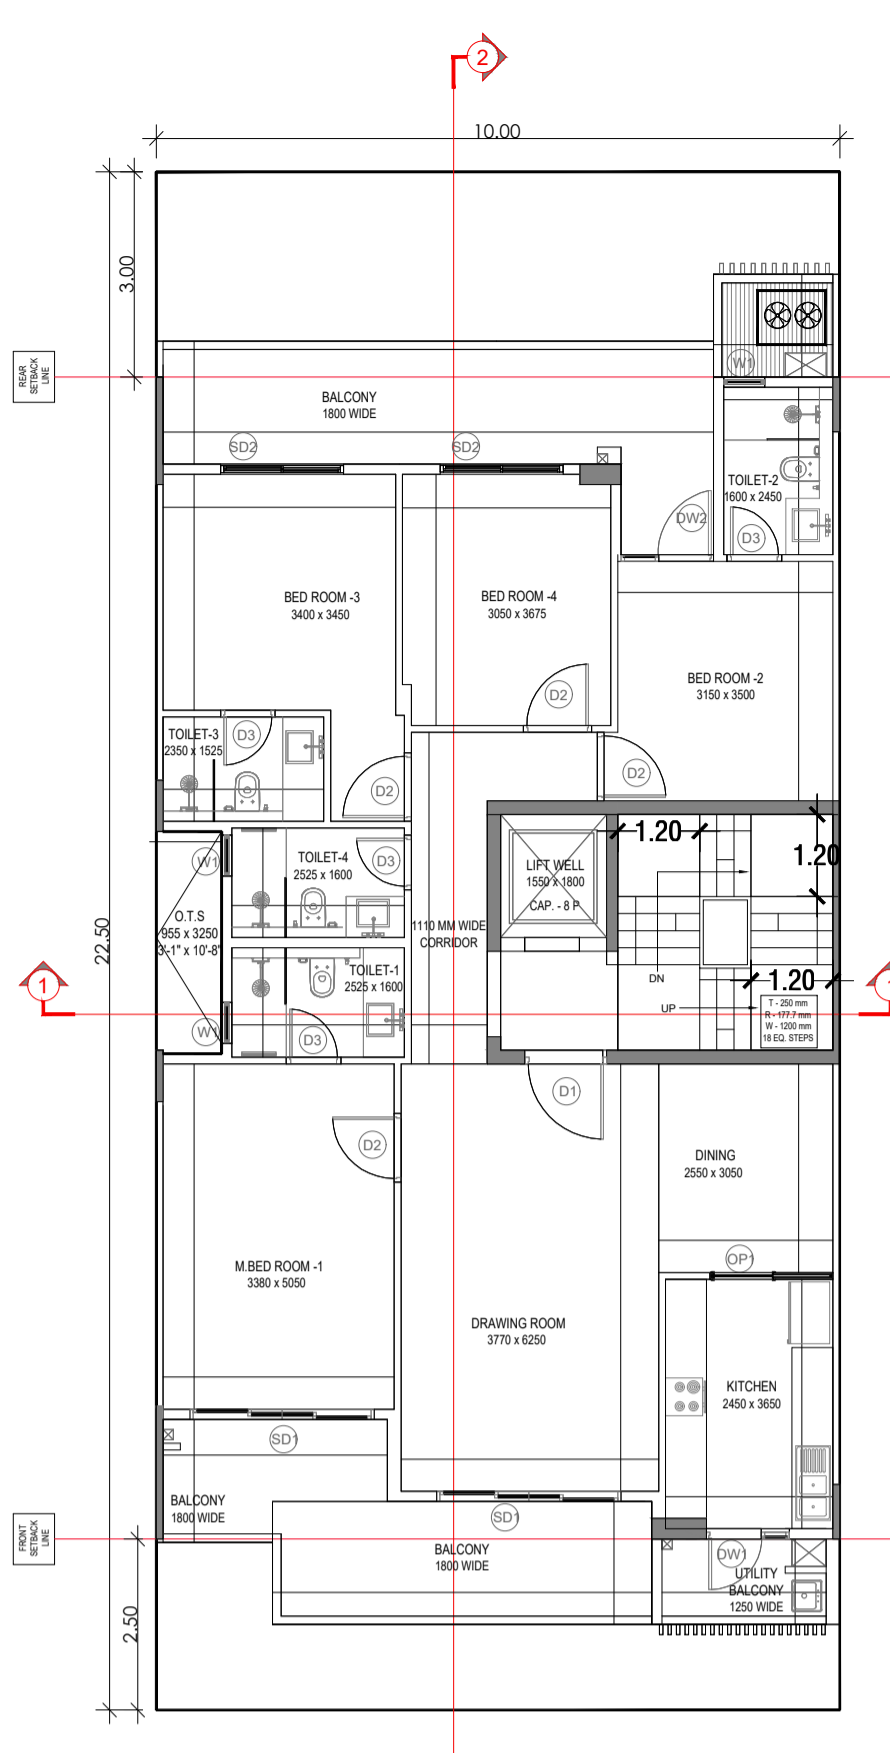 2
10.00
3.00
REAR
SETBACK
LINE
W1
BALCONY
1800 WIDE
SD2
SD2
TOILET-2
1600 x 2450
DW2
D3
BED ROOM -3
3400 x 3450
BED ROOM -4
3050 x 3675
BED ROOM -2
3150 x 3500
D2
TOILET-3
2350 x 1525
D3
D2
D2
1.20
1.20
W1
TOILET-4
2525 x 1600
D3
LIFT WELL
1550 x 1800
CAP. - 8 P
O.T.S
955 x 3250
3'-1" x 10'-8"
1110 MM WIDE
CORRIDOR
22.50
TOILET-1
2525 x 1600
DN
1.20
1
1
UP
T - 250 mm
R - 177.7 mm
W - 1200 mm
18 EQ. STEPS
W1
D3
D1
D2
DINING
2550 x 3050
OP1
M.BED ROOM -1
3380 x 5050
DRAWING ROOM
3770 x 6250
KITCHEN
2450 x 3650
SD1
BALCONY
1800 WIDE
SD1
FRONT
SETBACK
LINE
BALCONY
1800 WIDE
DW1
UTILITY
BALCONY
1250 WIDE
2.50